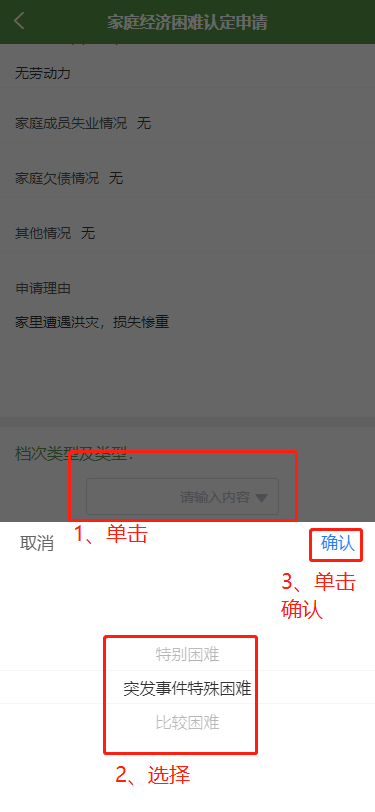 家庭经济困难认定申请
无劳动力
家庭成员失业情况 无
家庭欠债情况 无
其他情况 无
申请理由
家里遭遇洪灾，损失惨重
档次类型及类型：
请输入内容
1、单击
取消
确认
3、单击
确认
特别困难
突发事件特殊困难
比较困难
2、选择